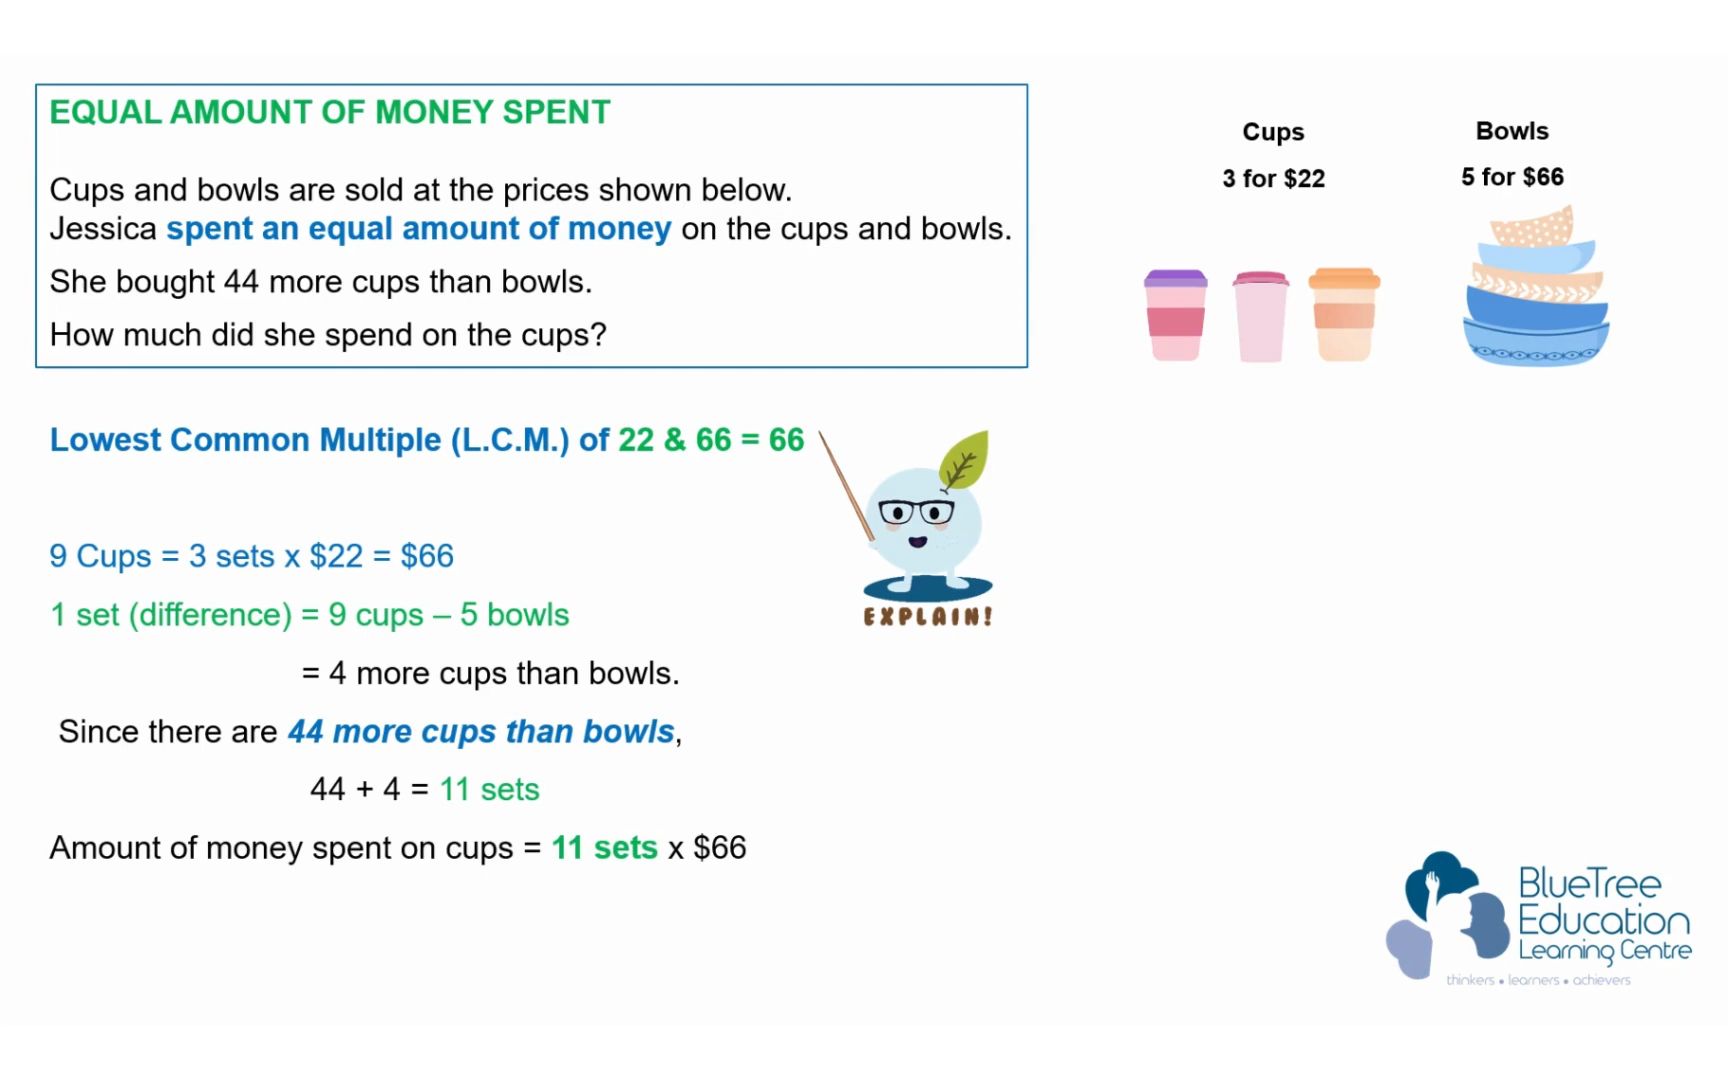 EQUAL AMOUNT OF MONEY SPENT
Cups and bowls are sold at the prices shown below.
Jessica spent an equal amount of money on the cups and bowls.
She bought 44 more cups than bowls.
How much did she spend on the cups?
Cups
3 for $22
Bowls
5 for $66
Lowest Common Multiple (L.C.M.) of 22 & 66 = 66
EXPLAIN!
9 Cups = 3 sets x $22 = $66
1 set (difference) = 9 cups – 5 bowls
= 4 more cups than bowls.
Since there are 44 more cups than bowls,
44 + 4 = 11 sets
Amount of money spent on cups = 11 sets x $66
BlueTree
Education
Learning Centre
thinkers • learners • achievers